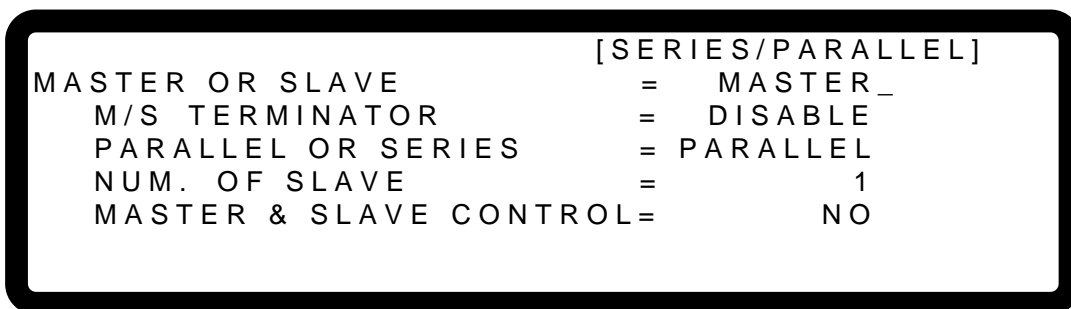 [SERIES/PARALLEL]
MASTER OR SLAVE = MASTER_
M/S TERMINATOR = DISABLE
PARALLEL OR SERIES = PARALLEL
NUM. OF SLAVE = 1
MASTER & SLAVE CONTROL= NO